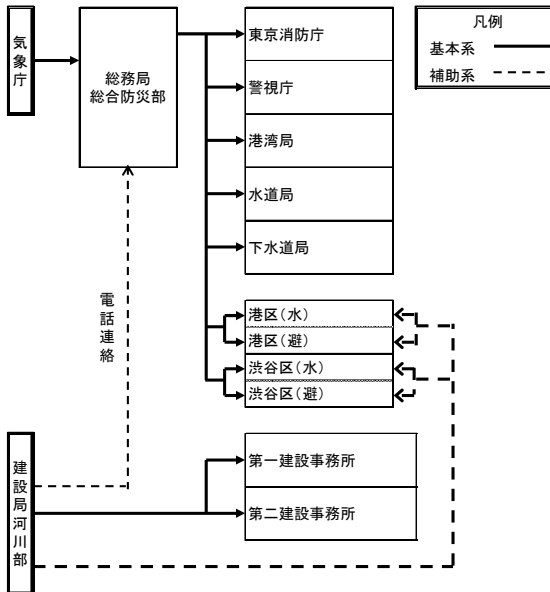 気象庁
総務局
総合防災部
東京消防庁
警視庁
港湾局
水道局
下水道局
凡例
基本系
補助系
電話連絡
港区(水)
港区(避)
渋谷区(水)
渋谷区(避)
建設局河川部
第一建設事務所
第二建設事務所